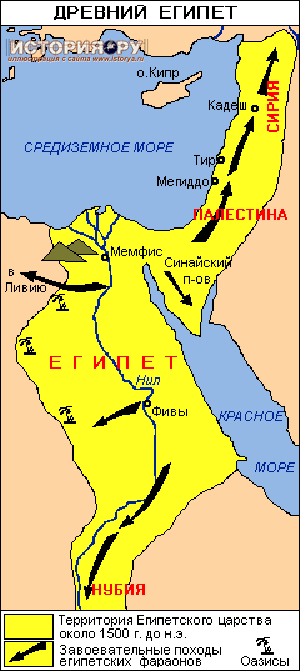 ДРЕВНИЙ ЕГИПЕТ
ИСТОРИЯ.РУ
иллюстрация с сайта www.istorya.ru
о.Кипр
Кадеш
СИРИЯ
СРЕДИЗЕМНОЕ МОРЕ
Тир
Мегиддо
ПАЛЕСТИНА
Мемфис
Синайский
п-ов
в
Ливию
ЕГИПЕТ
Нил
Фивы
КРАСНОЕ
МОРЕ
НУБИЯ
Территория Египетского царства
около 1500 г. до н.э.
Завоевательные походы
египетских фараонов
Оазисы